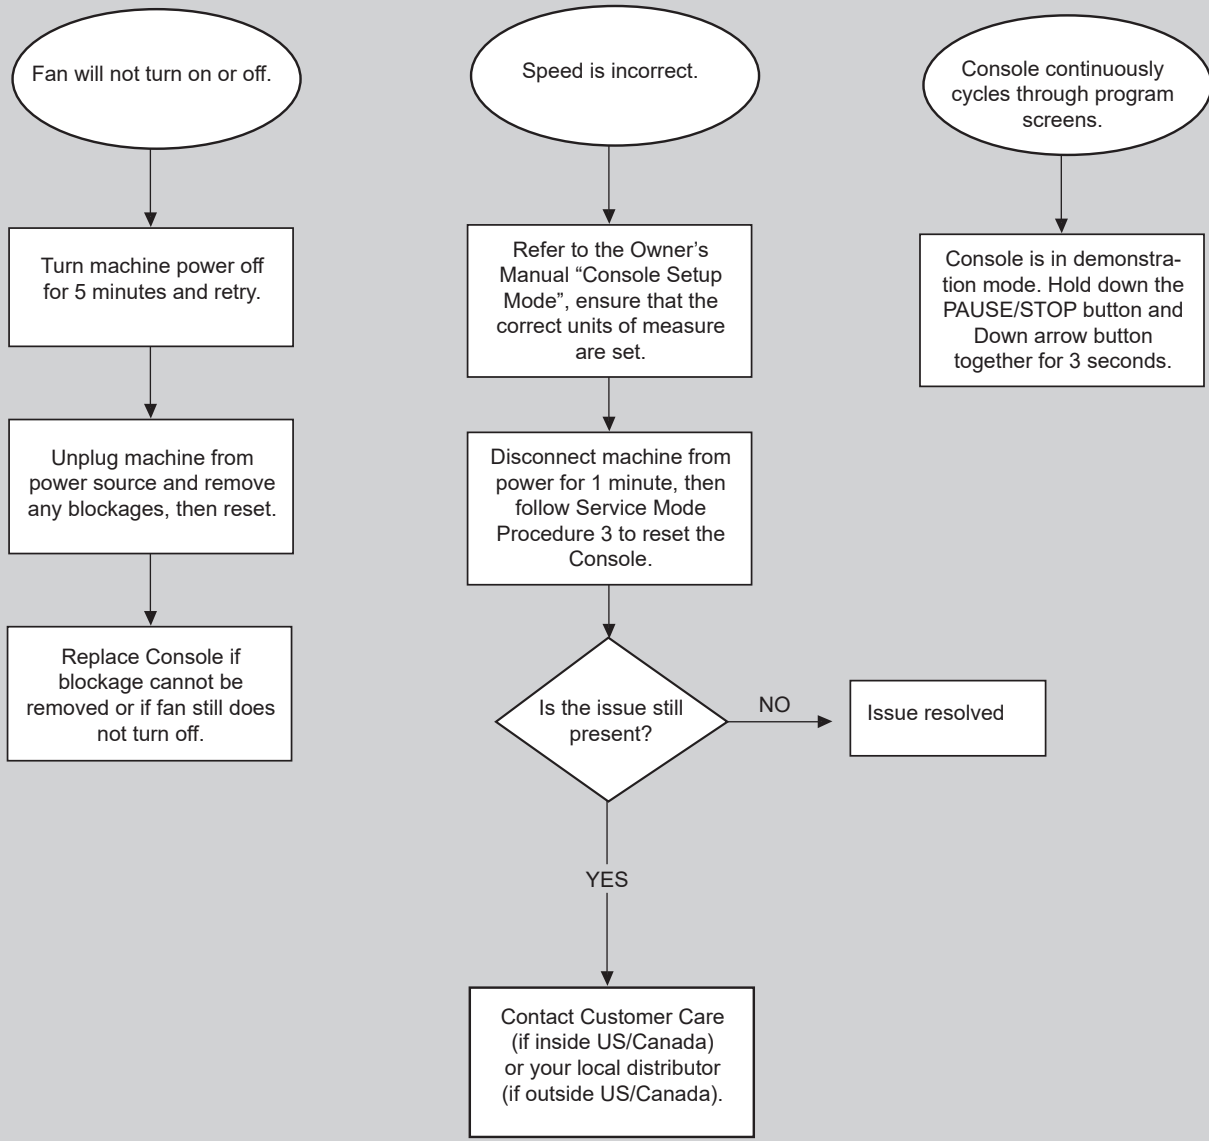 Fan will not turn on or off.
Turn machine power off
for 5 minutes and retry.
Unplug machine from
power source and remove
any blockages, then reset.
Replace Console if
blockage cannot be
removed or if fan still does
not turn off.
Speed is incorrect.
Refer to the Owner’s
Manual “Console Setup
Mode”, ensure that the
correct units of measure
are set.
Disconnect machine from
power for 1 minute, then
follow Service Mode
Procedure 3 to reset the
Console.
Is the issue still
present?
NO
Issue resolved
YES
Contact Customer Care
(if inside US/Canada)
or your local distributor
(if outside US/Canada).
Console continuously
cycles through program
screens.
Console is in demonstra-
tion mode. Hold down the
PAUSE/STOP button and
Down arrow button
together for 3 seconds.